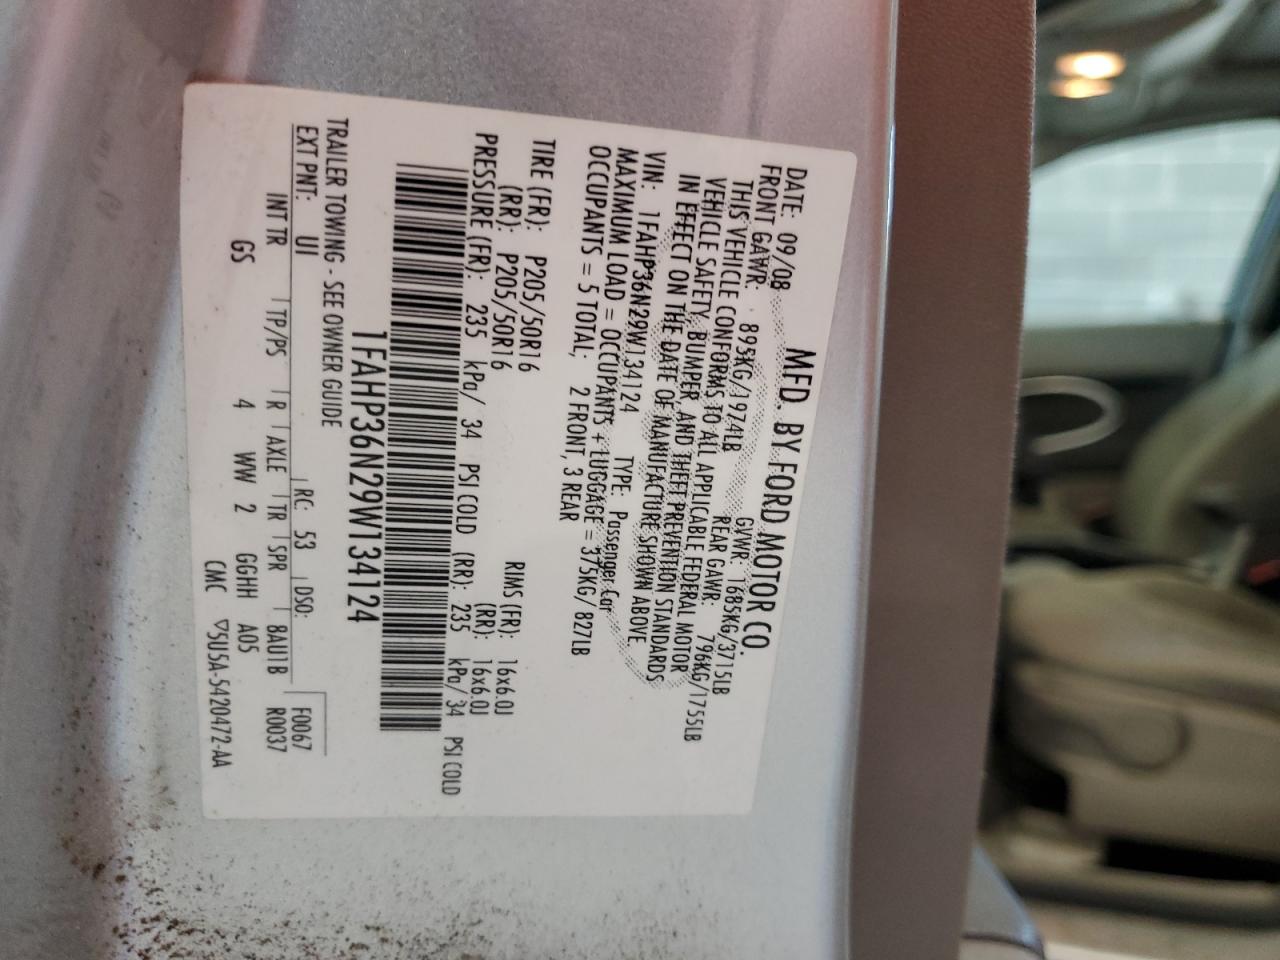 MFD. BY FORD MOTOR CO.
DATE: 09/08 GVWR: 1685KG/3715LB
FRONT GAWR: 895KG/1974LB REAR GAWR: 796KG/1755LB
THIS VEHICLE CONFORMS TO ALL APPLICABLE FEDERAL MOTOR
VEHICLE SAFETY, BUMPER, AND THEFT PREVENTION STANDARDS
IN EFFECT ON THE DATE OF MANUFACTURE SHOWN ABOVE
VIN: 1FAHP36N29W134124 TYPE: Passenger Car
MAXIMUM LOAD = OCCUPANTS + LUGGAGE = 375KG/827LB
OCCUPANTS = 5 TOTAL; 2 FRONT, 3 REAR
TIRE (FR): P205/50R16 RIMS (FR): 16x6.0J
(RR): P205/50R16 (RR): 16x6.0J
PRESSURE (FR): 235 kPa/ 34 PSI COLD (RR): 235 kPa/ 34 PSI COLD
1FAHP36N29W134124
TRAILER TOWING - SEE OWNER GUIDE
EXT PNT: UI RC: 53 DSO: F0067
INT TR TP/PS R AXLE TR SPR BAU1B R0037
GS 4 WW 2 GGHH A05
CMC ▽5U5A-5420472-AA